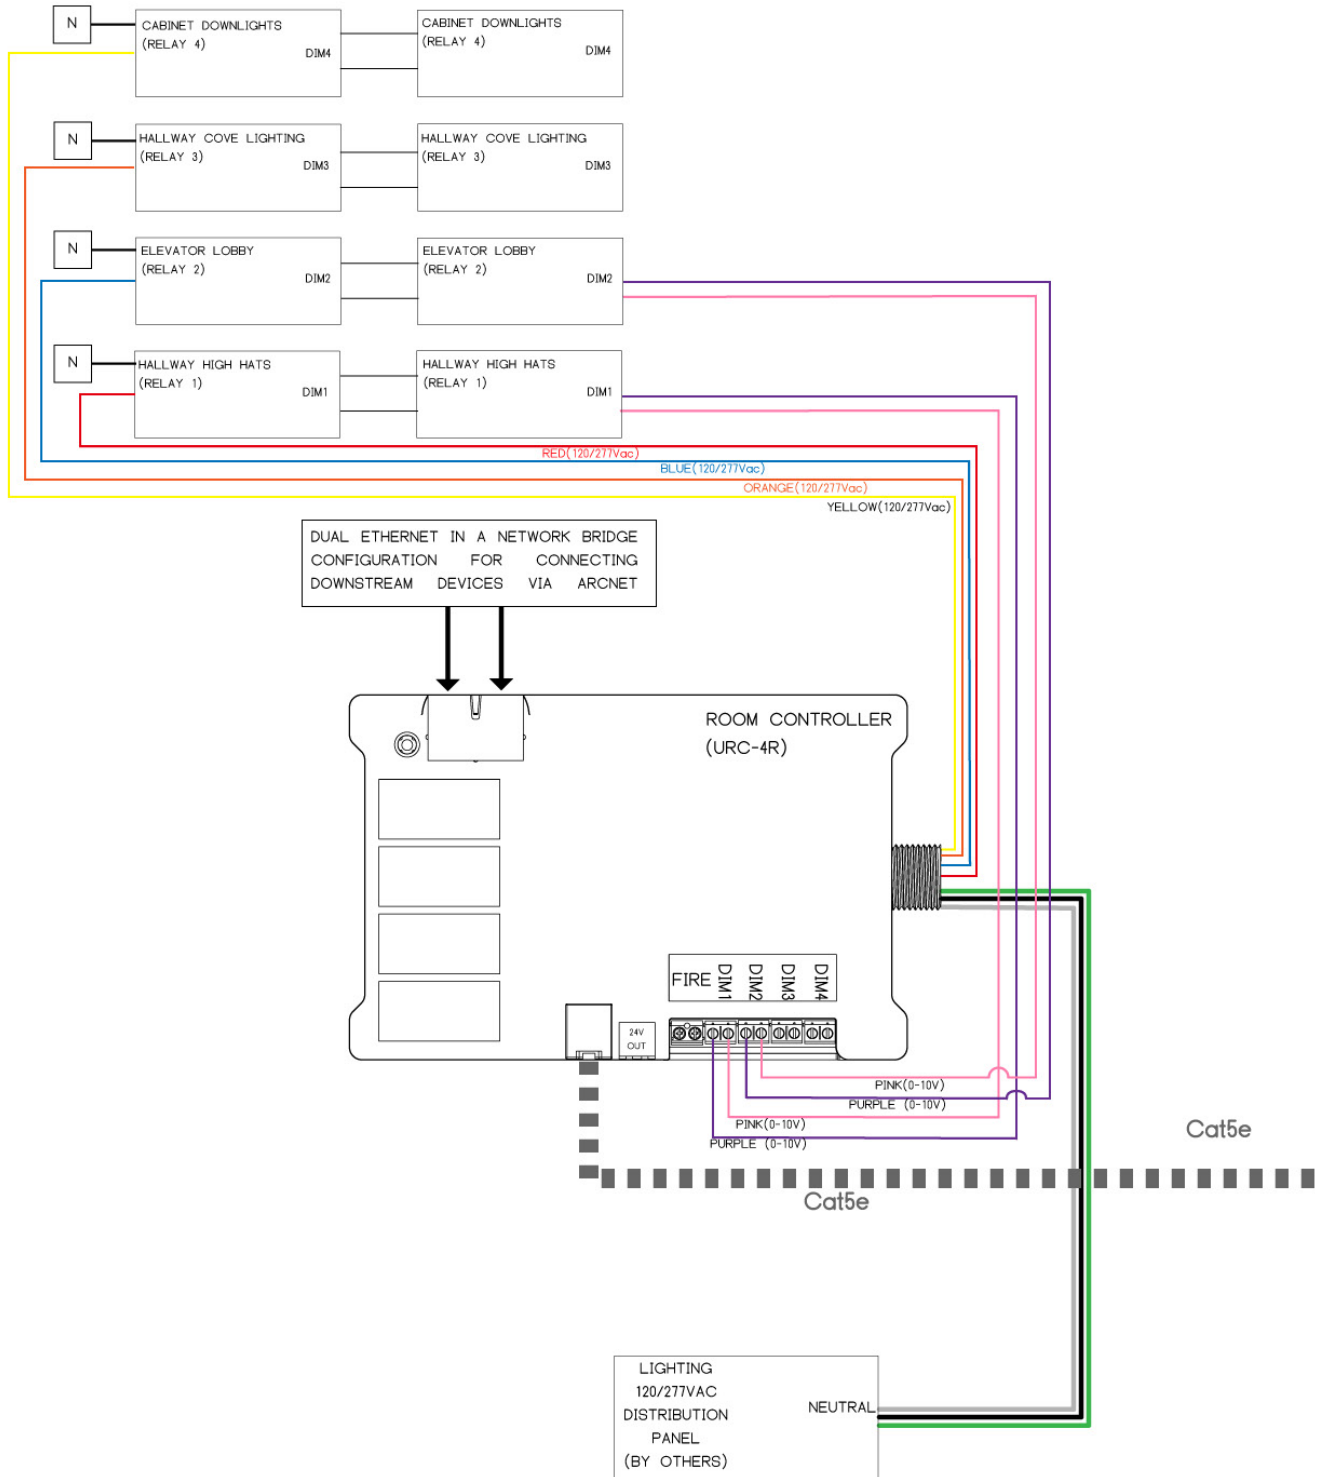 N
CABINET DOWNLIGHTS
(RELAY 4)
DIM4
CABINET DOWNLIGHTS
(RELAY 4)
DIM4
N
HALLWAY COVE LIGHTING
(RELAY 3)
DIM3
HALLWAY COVE LIGHTING
(RELAY 3)
DIM3
N
ELEVATOR LOBBY
(RELAY 2)
DIM2
ELEVATOR LOBBY
(RELAY 2)
DIM2
N
HALLWAY HIGH HATS
(RELAY 1)
DIM1
HALLWAY HIGH HATS
(RELAY 1)
DIM1
RED(120/277Vac)
BLUE(120/277Vac)
ORANGE(120/277Vac)
YELLOW(120/277Vac)
DUAL ETHERNET IN A NETWORK BRIDGE
CONFIGURATION FOR CONNECTING
DOWNSTREAM DEVICES VIA ARCNET
ROOM CONTROLLER
(URC-4R)
FIRE
DIM1
DIM2
DIM3
DIM4
24V
OUT
PINK(0-10V)
PURPLE (0-10V)
PINK(0-10V)
PURPLE (0-10V)
Cat5e
Cat5e
LIGHTING
120/277VAC
DISTRIBUTION
PANEL
(BY OTHERS)
NEUTRAL